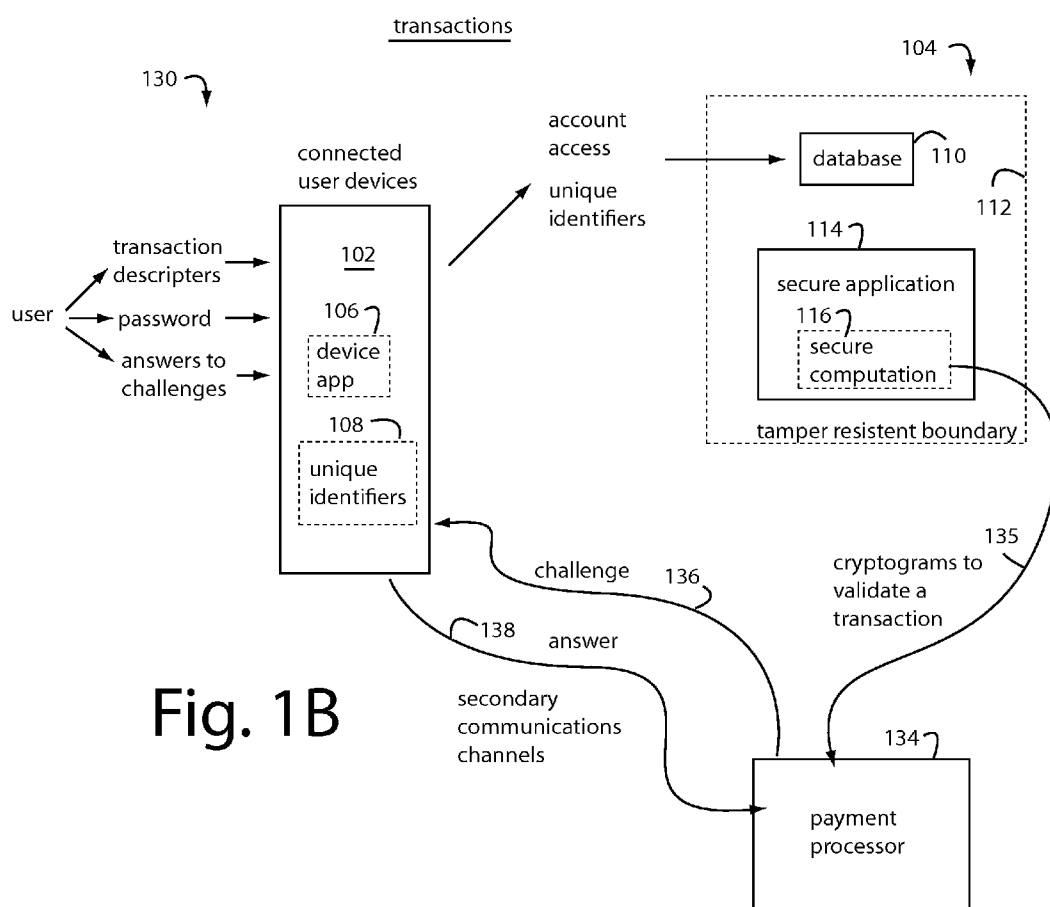 transactions
130
104
connected
user devices
account
access
unique
identifiers
database
110
112
102
114
secure application
116
secure
computation
tamper resistent boundary
user
transaction
descripters
password
answers to
challenges
106
device
app
108
unique
identifiers
challenge
136
135
cryptograms to
validate a
transaction
138
answer
secondary
communications
channels
Fig. 1B
134
payment
processor